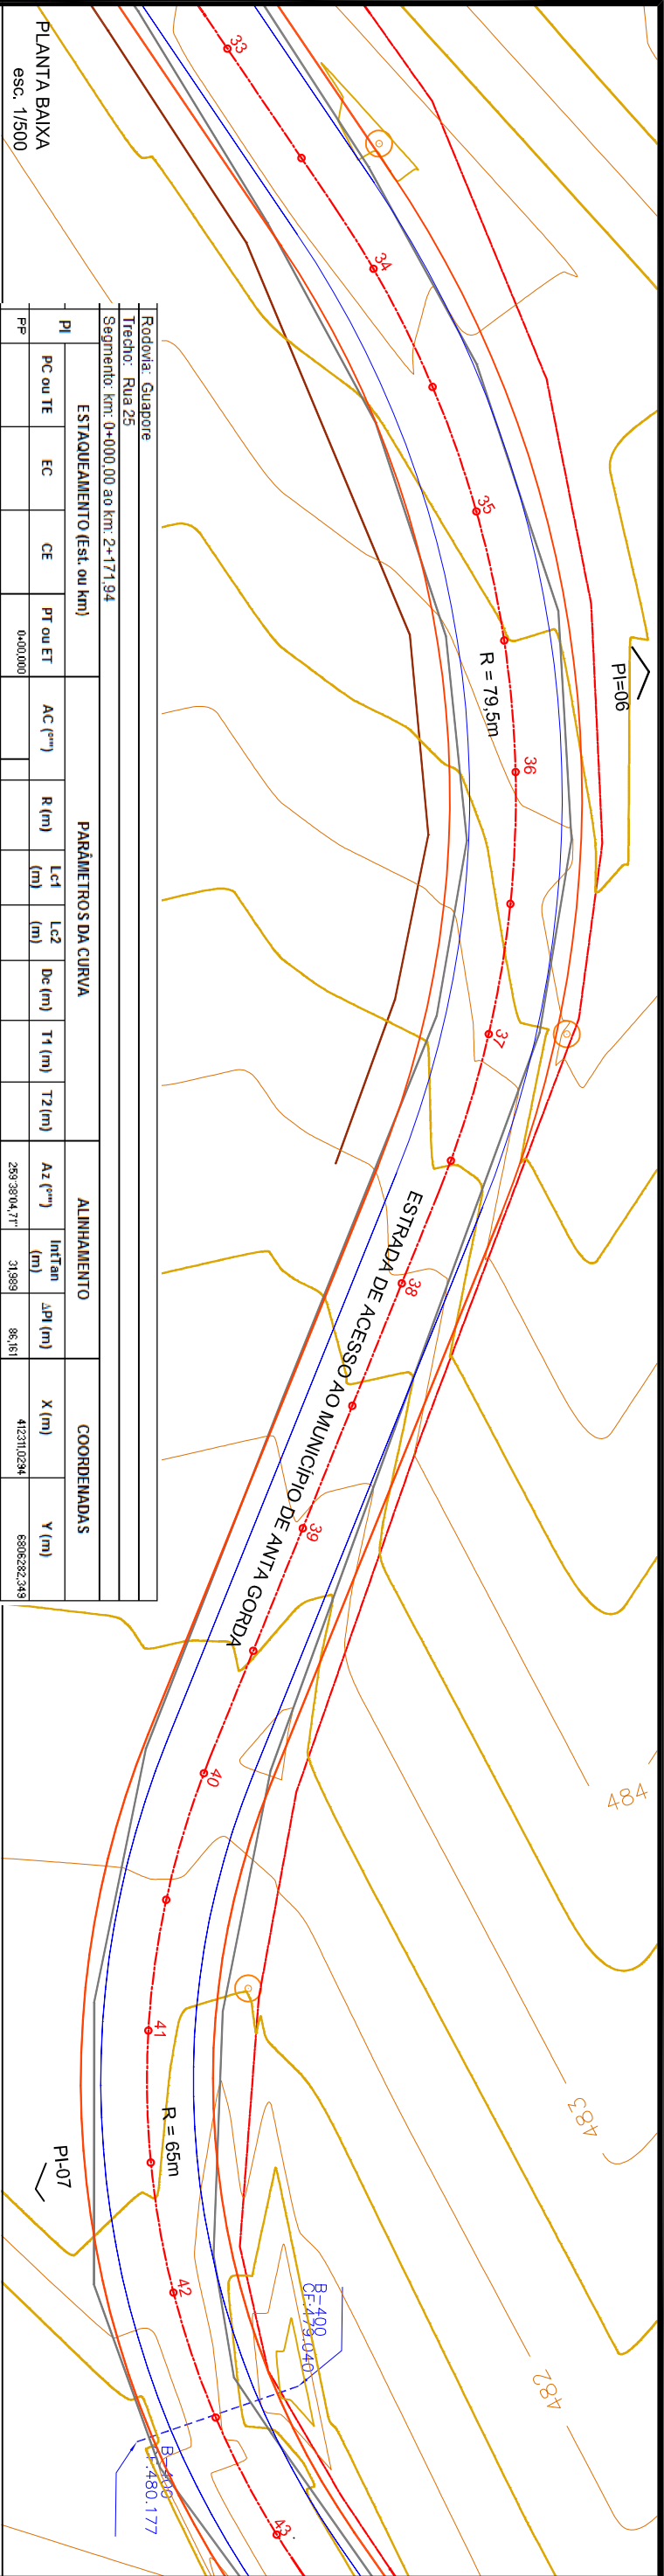 PLANTA BAIXA
esc. 1/500
33
34
35
36
37
38
39
40
41
42
43
R = 79,5m
PI=06
ESTRADA DE ACESSO AO MUNICÍPIO DE ANTA GORDA
R = 65m
PI-07
484
483
482
B-400
CF:479.040
B-400
480.177
Rodovia: Guapore
Trecho: Rua 25
Segmento: km: 0+000,00 ao km: 2+171,94
PI ESTAQUEAMENTO (Est. ou km) PARÂMETROS DA CURVA ALINHAMENTO COORDENADAS
PC ou TE EC CE PT ou ET AC (°'") R (m) Lc1 (m) Lc2 (m) Dc (m) T1 (m) T2 (m) Az (°'") IntTan (m) ΔPI (m) X (m) Y (m)
PP 0+00,000 259°38'04,71" 31,989 86,161 412311,0294 6806282,349